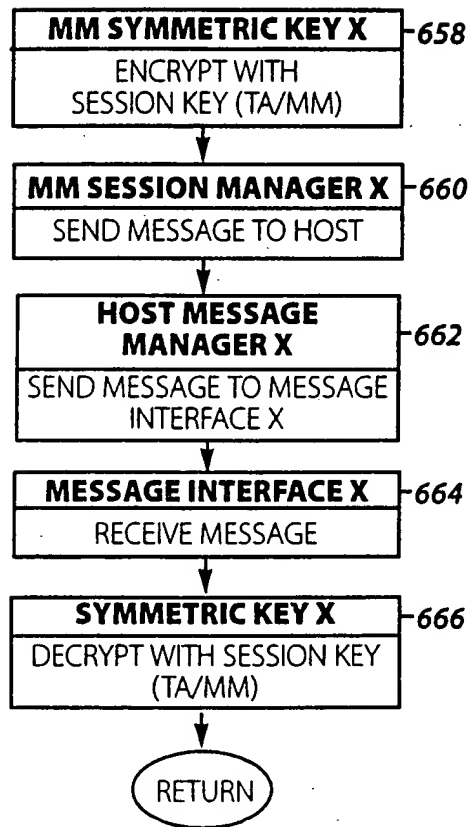 MM SYMMETRIC KEY X
658
ENCRYPT WITH
SESSION KEY (TA/MM)
MM SESSION MANAGER X
660
SEND MESSAGE TO HOST
HOST MESSAGE
MANAGER X
662
SEND MESSAGE TO MESSAGE
INTERFACE X
MESSAGE INTERFACE X
664
RECEIVE MESSAGE
SYMMETRIC KEY X
666
DECRYPT WITH SESSION KEY
(TA/MM)
RETURN